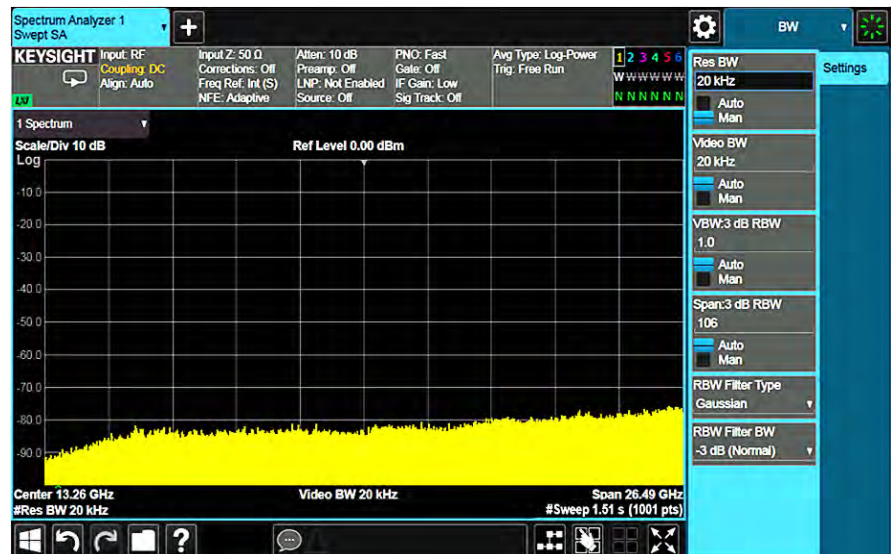 Spectrum Analyzer 1
Swept SA
BW
KEYSIGHT
Input: RF
Coupling: DC
Align: Auto
Input Z: 50 Ω
Corrections: Off
Freq Ref: Int (S)
NFE: Adaptive
Atten: 10 dB
Preamp: Off
LNP: Not Enabled
Source: Off
PNO: Fast
Gate: Off
IF Gain: Low
Sig Track: Off
Avg Type: Log-Power
Trig: Free Run
1 2 3 4 5 6
W W W W W W
N N N N N N
LXI
1 Spectrum
Scale/Div 10 dB
Ref Level 0.00 dBm
Log
-10.0
-20.0
-30.0
-40.0
-50.0
-60.0
-70.0
-80.0
-90.0
Center 13.26 GHz
#Res BW 20 kHz
Video BW 20 kHz
Span 26.49 GHz
#Sweep 1.51 s (1001 pts)
Res BW
20 kHz
Auto
Man
Video BW
20 kHz
Auto
Man
VBW:3 dB RBW
1.0
Auto
Man
Span:3 dB RBW
106
Auto
Man
RBW Filter Type
Gaussian
RBW Filter BW
-3 dB (Normal)
Settings
?